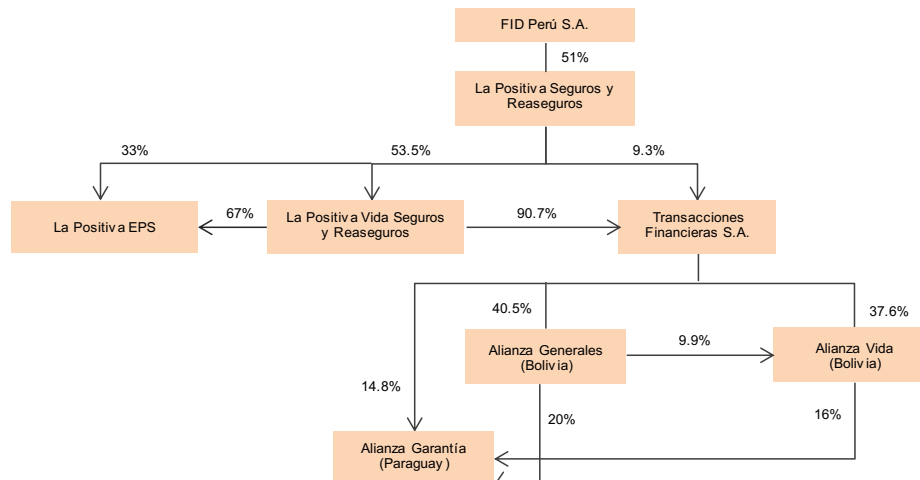 FID Perú S.A.
51%
La Positiva Seguros y
Reaseguros
33%
53.5%
9.3%
La Positiva EPS
67%
La Positiva Vida Seguros
y Reaseguros
90.7%
Transacciones
Financieras S.A.
40.5%
37.6%
Alianza Generales
(Bolivia)
9.9%
Alianza Vida
(Bolivia)
14.8%
20%
16%
Alianza Garantía
(Paraguay)